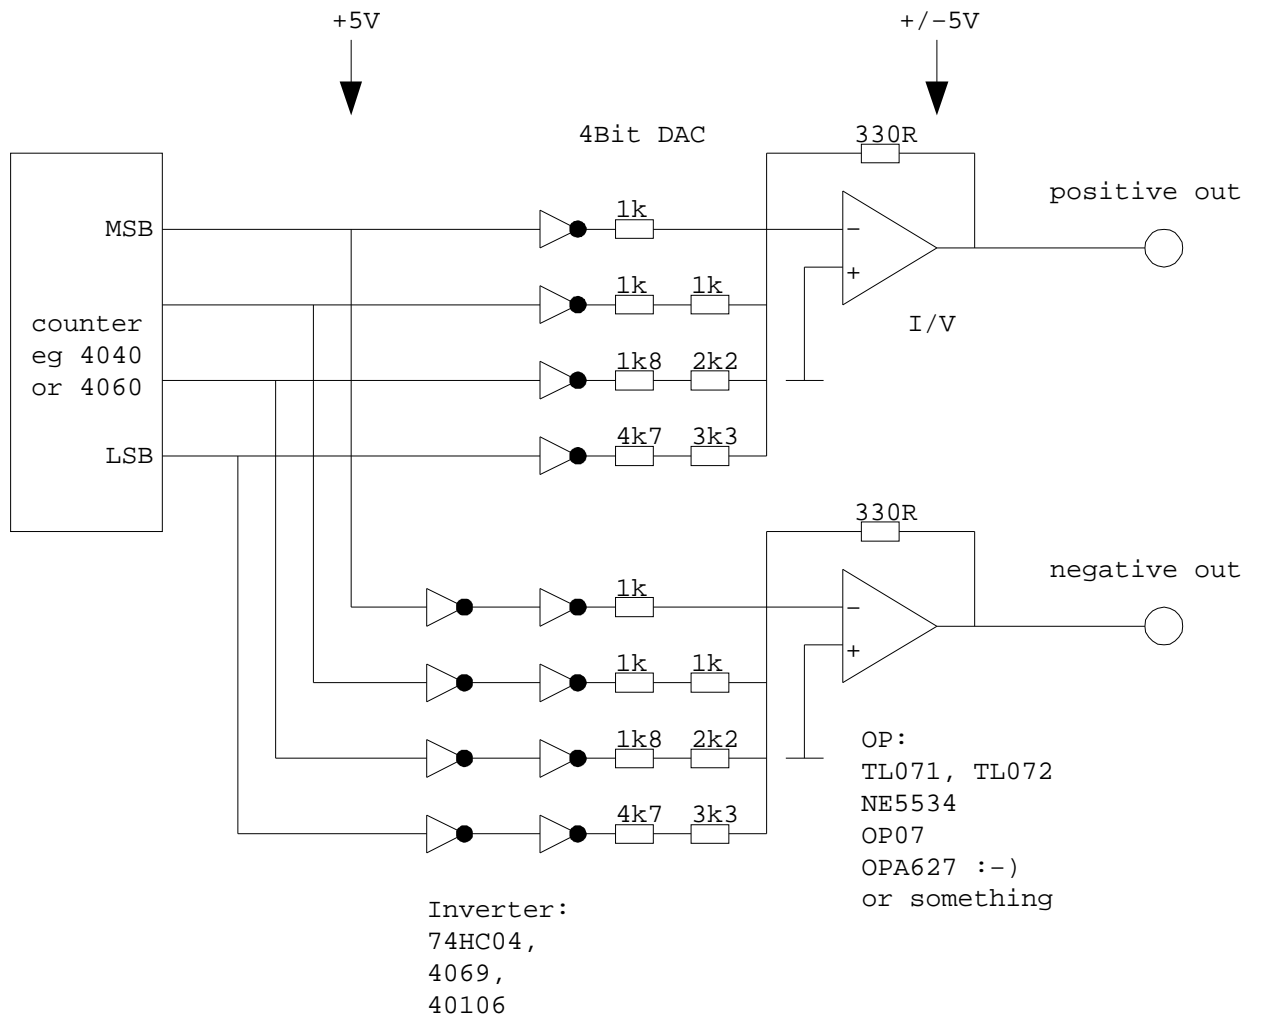 +5V
+/-5V
4Bit DAC
330R
positive out
MSB
1k
-
+
1k 1k
I/V
counter
eg 4040
or 4060
1k8 2k2
LSB
4k7 3k3
330R
negative out
1k
-
+
1k 1k
1k8 2k2
4k7 3k3
OP:
TL071, TL072
NE5534
OP07
OPA627 :-)
or something
Inverter:
74HC04,
4069,
40106